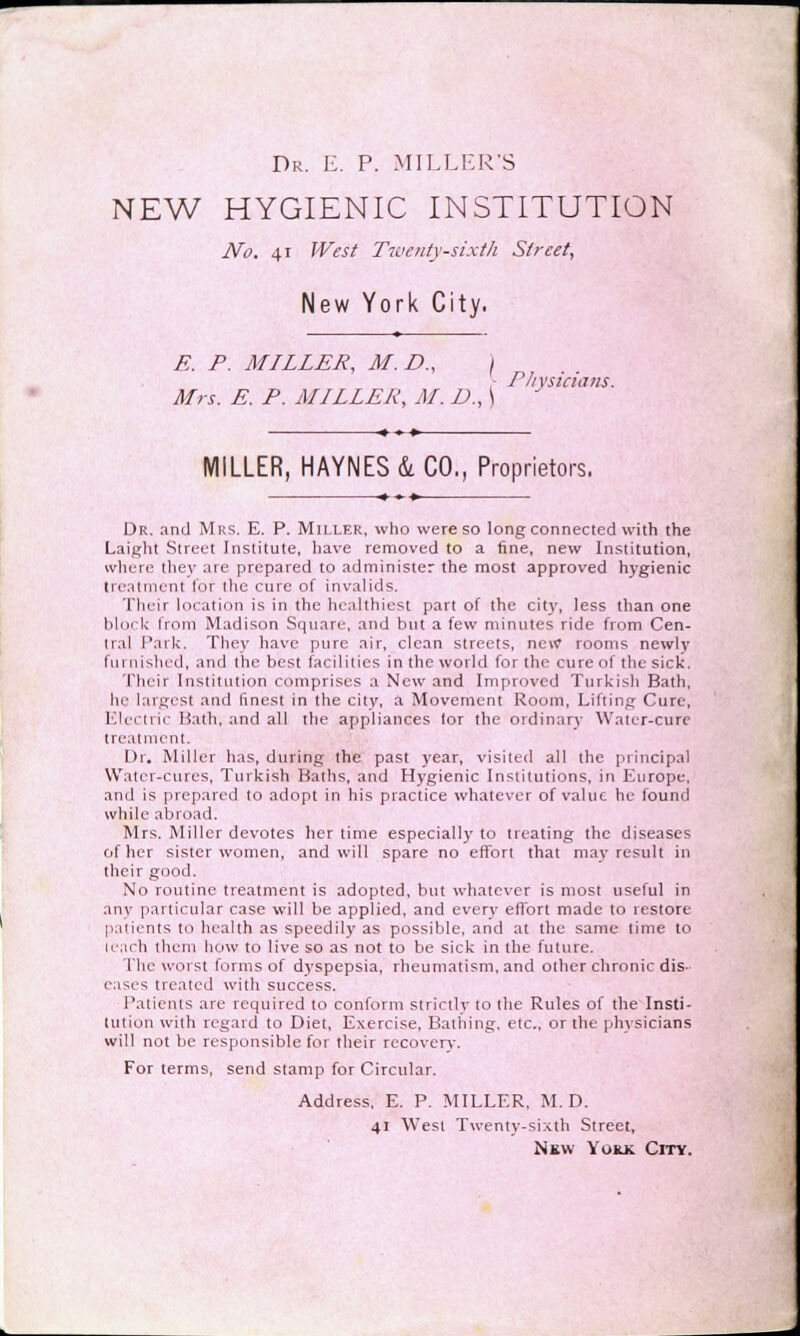 DR. E. P. MILLER'S
NEW HYGIENIC INSTITUTION
No. 41 West Twenty-sixth Street,
New York City.
E. P. MILLER, M. D., }
Mrs. E. P. MILLER, M. D., } Physicians.
MILLER, HAYNES & CO., Proprietors.
DR. and MRS. E. P. MILLER, who were so long connected with the
Laight Street Institute, have removed to a fine, new Institution,
where they are prepared to administer the most approved hygienic
treatment for the cure of invalids.
Their location is in the healthiest part of the city, less than one
block from Madison Square, and but a few minutes ride from Cen-
tral Park. They have pure air, clean streets, new rooms newly
furnished, and the best facilities in the world for the cure of the sick.
Their Institution comprises a New and Improved Turkish Bath,
he largest and finest in the city, a Movement Room, Lifting Cure,
Electric Bath, and all the appliances for the ordinary Water-cure
treatment.
Dr. Miller has, during the past year, visited all the principal
Water-cures, Turkish Baths, and Hygienic Institutions, in Europe,
and is prepared to adopt in his practice whatever of value he found
while abroad.
Mrs. Miller devotes her time especially to treating the diseases
of her sister women, and will spare no effort that may result in
their good.
No routine treatment is adopted, but whatever is most useful in
any particular case will be applied, and every effort made to restore
patients to health as speedily as possible, and at the same time to
teach them how to live so as not to be sick in the future.
The worst forms of dyspepsia, rheumatism, and other chronic dis-
eases treated with success.
Patients are required to conform strictly to the Rules of the Insti-
tution with regard to Diet, Exercise, Bathing, etc., or the physicians
will not be responsible for their recovery.
For terms, send stamp for Circular.
Address, E. P. MILLER, M. D.
41 West Twenty-sixth Street,
NEW YORK CITY.